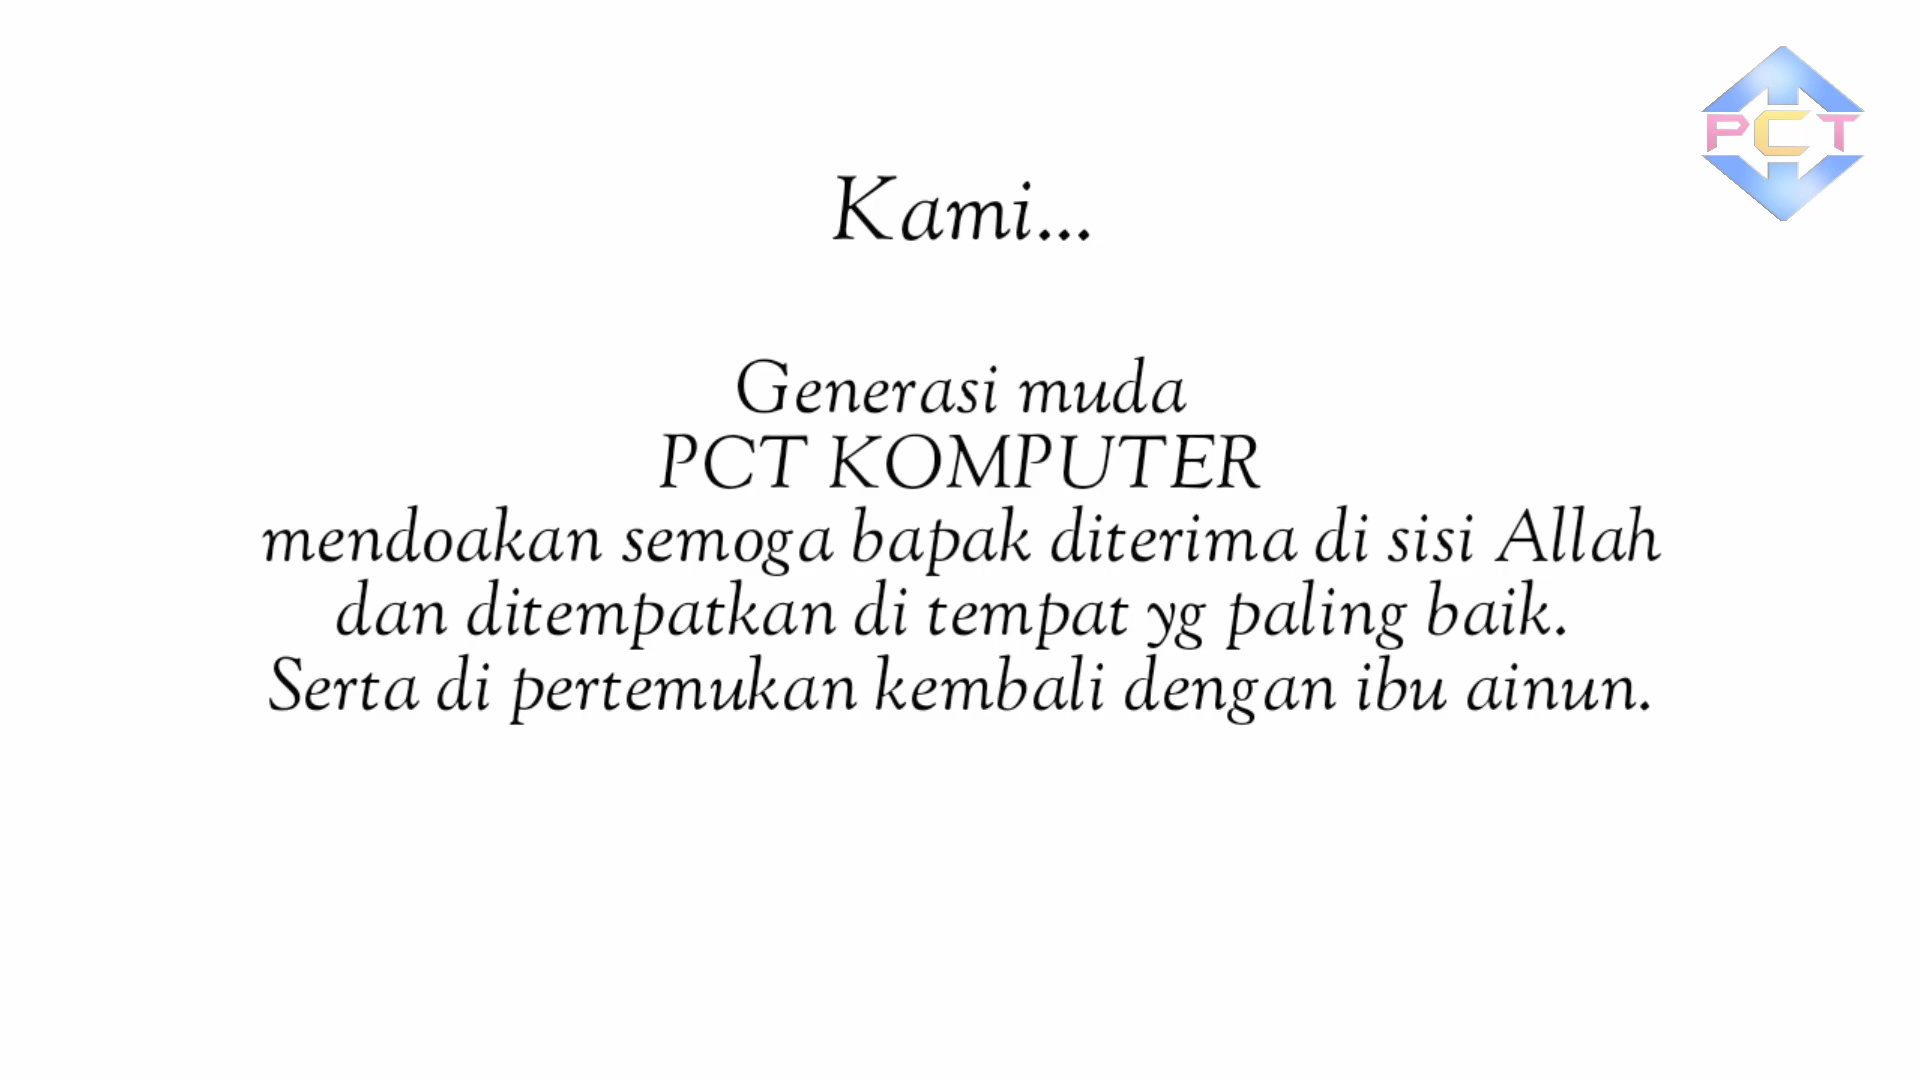 PCT
Kami...
Generasi muda
PCT KOMPUTER
mendoakan semoga bapak diterima di sisi Allah
dan ditempatkan di tempat yg paling baik.
Serta di pertemukan kembali dengan ibu ainun.